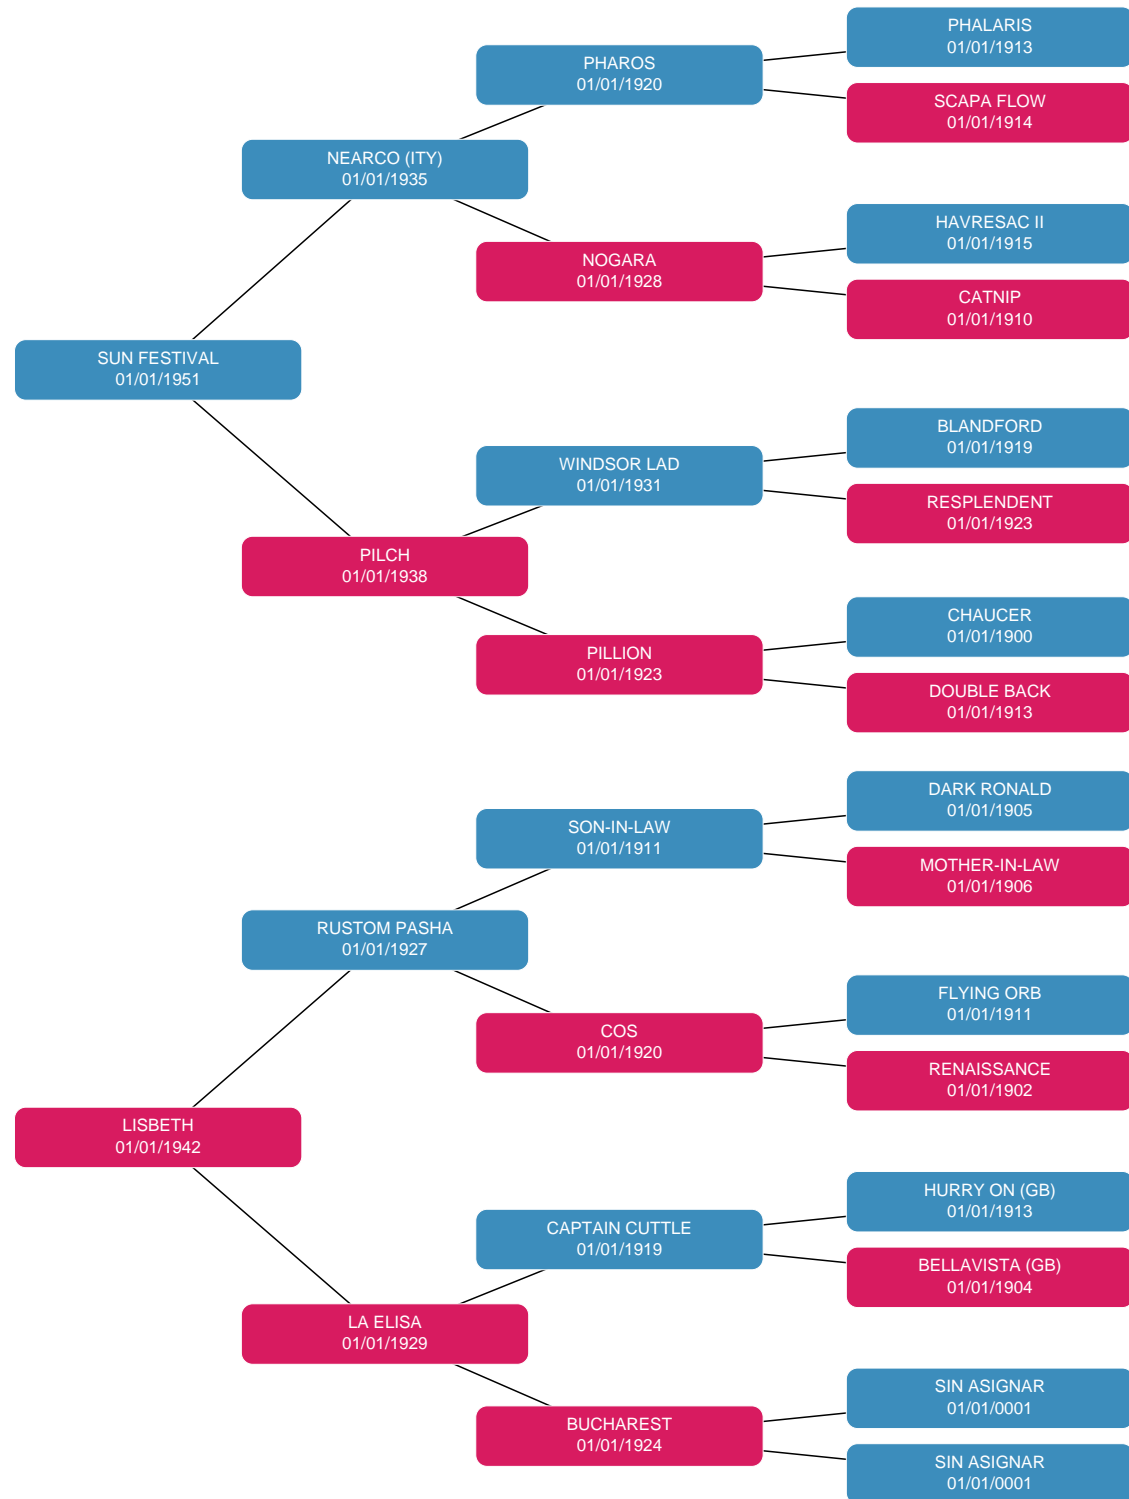 PHALARIS
01/01/1913
PHAROS
01/01/1920
SCAPA FLOW
01/01/1914
NEARCO (ITY)
01/01/1935
HAVRESAC II
01/01/1915
NOGARA
01/01/1928
CATNIP
01/01/1910
SUN FESTIVAL
01/01/1951
BLANDFORD
01/01/1919
WINDSOR LAD
01/01/1931
RESPLENDENT
01/01/1923
PILCH
01/01/1938
CHAUCER
01/01/1900
PILLION
01/01/1923
DOUBLE BACK
01/01/1913
DARK RONALD
01/01/1905
SON-IN-LAW
01/01/1911
MOTHER-IN-LAW
01/01/1906
RUSTOM PASHA
01/01/1927
FLYING ORB
01/01/1911
COS
01/01/1920
RENAISSANCE
01/01/1902
LISBETH
01/01/1942
HURRY ON (GB)
01/01/1913
CAPTAIN CUTTLE
01/01/1919
BELLAVISTA (GB)
01/01/1904
LA ELISA
01/01/1929
SIN ASIGNAR
01/01/0001
BUCHAREST
01/01/1924
SIN ASIGNAR
01/01/0001